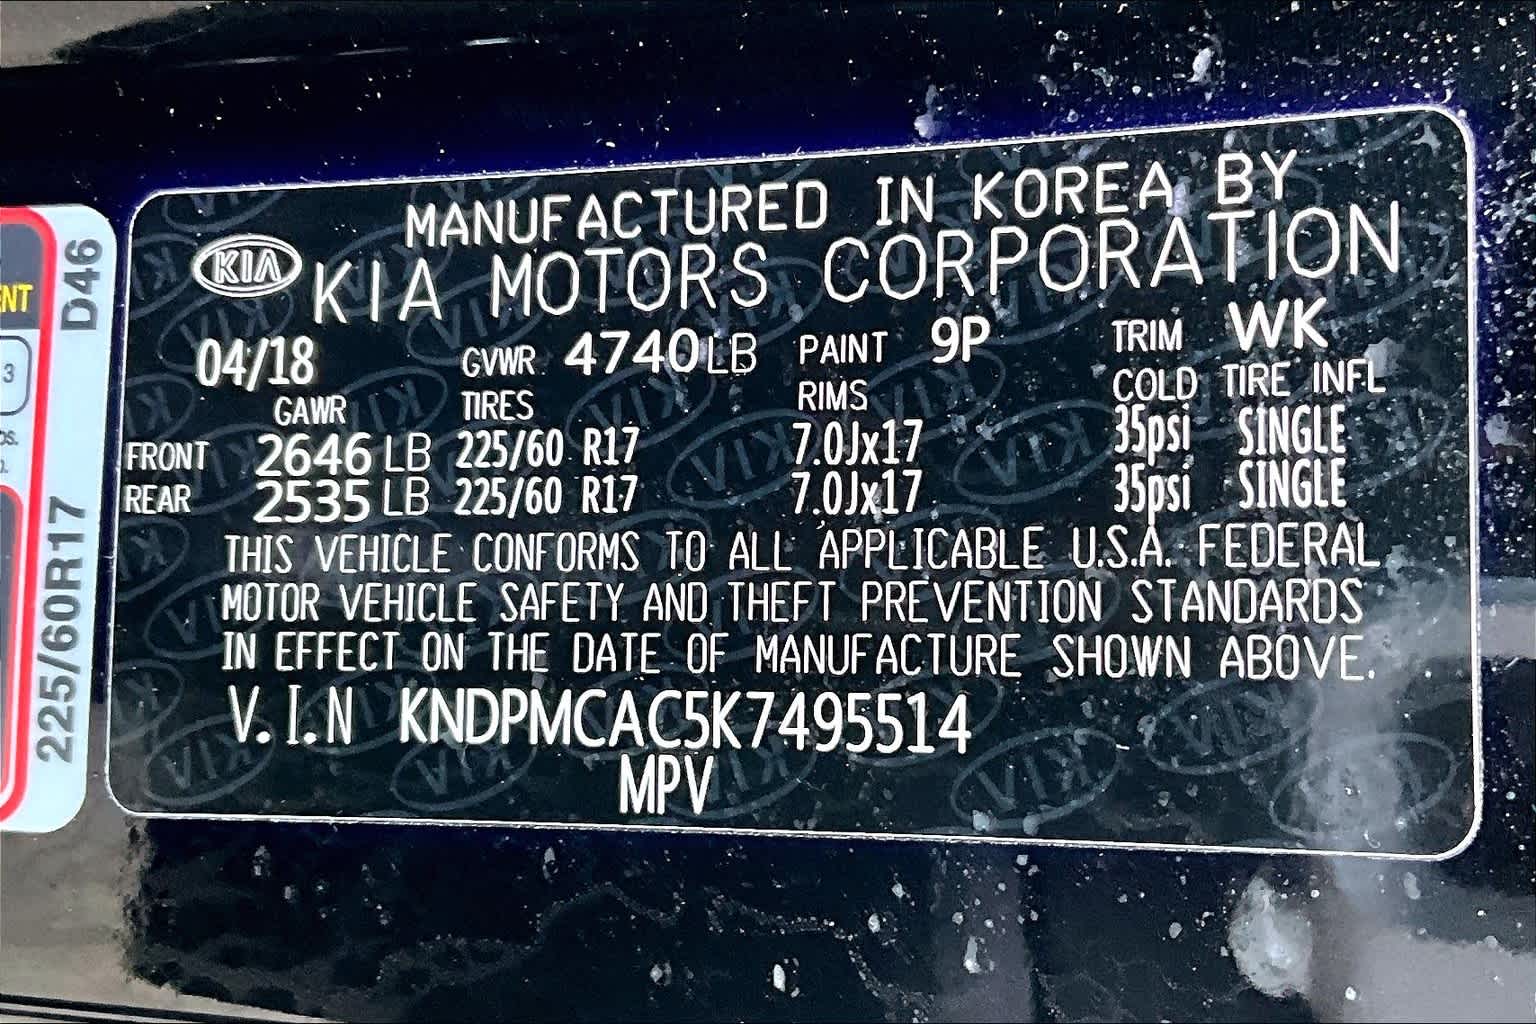 MANUFACTURED IN KOREA BY
KIA KIA MOTORS CORPORATION
04/18 GVWR 4740LB PAINT 9P TRIM WK
GAWR TIRES RIMS COLD TIRE INFL
FRONT 2646 LB 225/60 R17 7.0Jx17 35psi SINGLE
REAR 2535 LB 225/60 R17 7.0Jx17 35psi SINGLE
THIS VEHICLE CONFORMS TO ALL APPLICABLE U.S.A. FEDERAL
MOTOR VEHICLE SAFETY AND THEFT PREVENTION STANDARDS
IN EFFECT ON THE DATE OF MANUFACTURE SHOWN ABOVE.
V.I.N KNDPMCAC5K7495514
MPV
225/60R17 D46
3